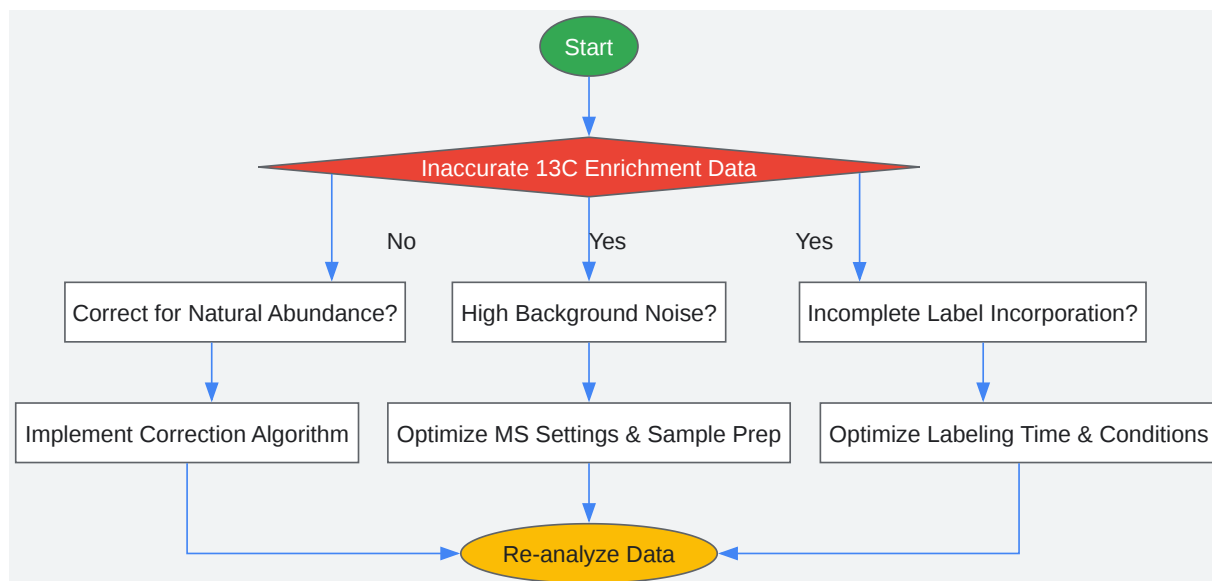 Start
Inaccurate 13C Enrichment Data
No
Yes
Yes
Correct for Natural Abundance?
High Background Noise?
Incomplete Label Incorporation?
Implement Correction Algorithm
Optimize MS Settings & Sample Prep
Optimize Labeling Time & Conditions
Re-analyze Data